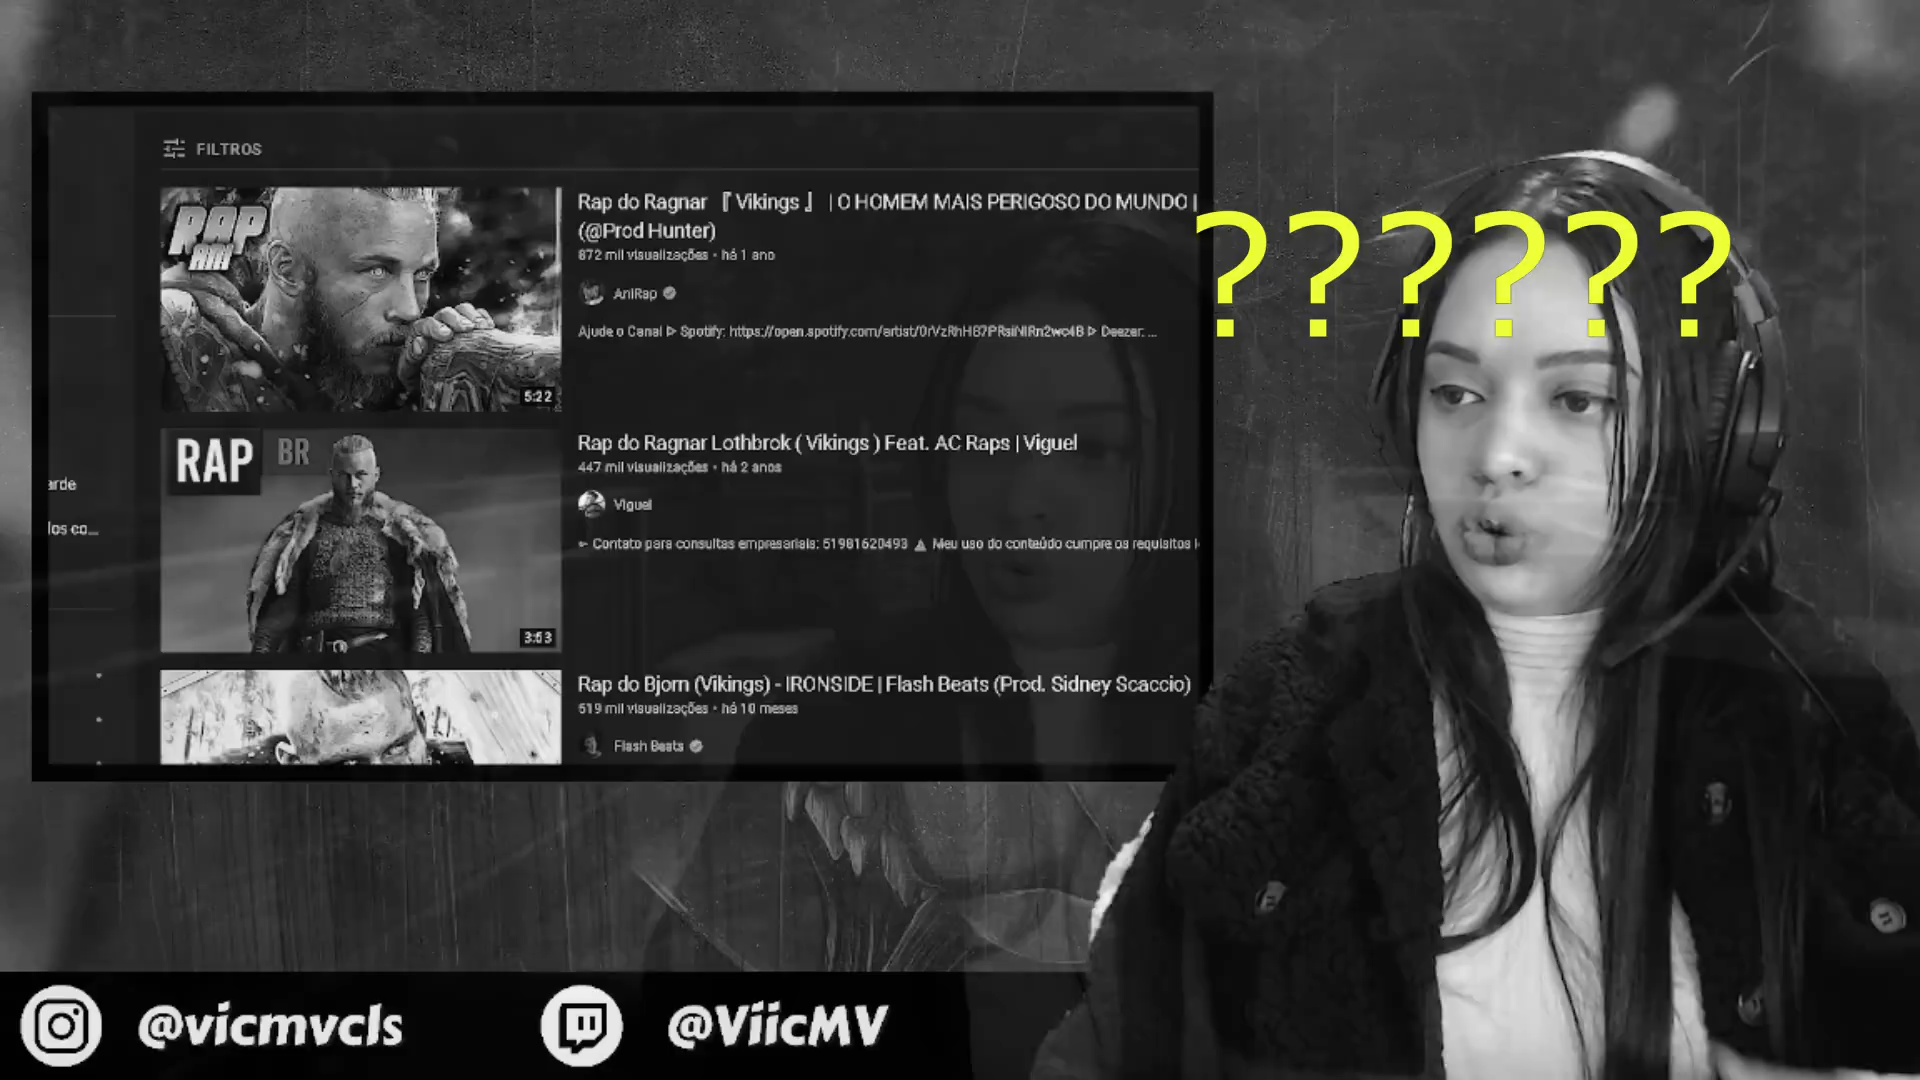 FILTROS
RAP
ANI
5:22
Rap do Ragnar 『 Vikings 』 | O HOMEM MAIS PERIGOSO DO MUNDO |
(@Prod Hunter)
872 mil visualizações • há 1 ano
AniRap
Ajude o Canal ▷ Spotify: https://open.spotify.com/artist/ ▷ Deezer: ...
??????
RAP BR
3:53
Rap do Ragnar Lothbrok ( Vikings ) Feat. AC Raps | Viguel
447 mil visualizações • há 2 anos
Viguel
Contato para consultas empresariais: 51981620493 ▲ Meu uso do conteúdo cumpre os requisitos
arde
los co...
Rap do Bjorn (Vikings) - IRONSIDE | Flash Beats (Prod. Sidney Scaccio)
519 mil visualizações • há 10 meses
Flash Beats
@vicmvcls
@ViicMV